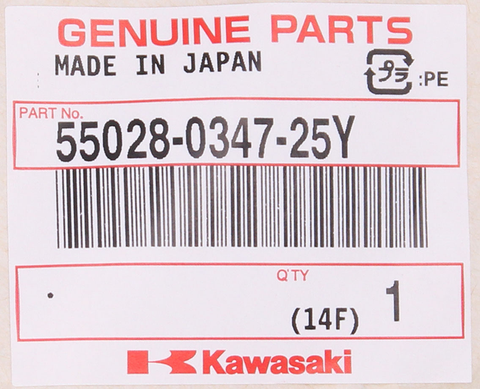 GENUINE PARTS
MADE IN JAPAN
プラ :PE
PART No.
55028-0347-25Y
Q'TY
(14F) 1
Kawasaki